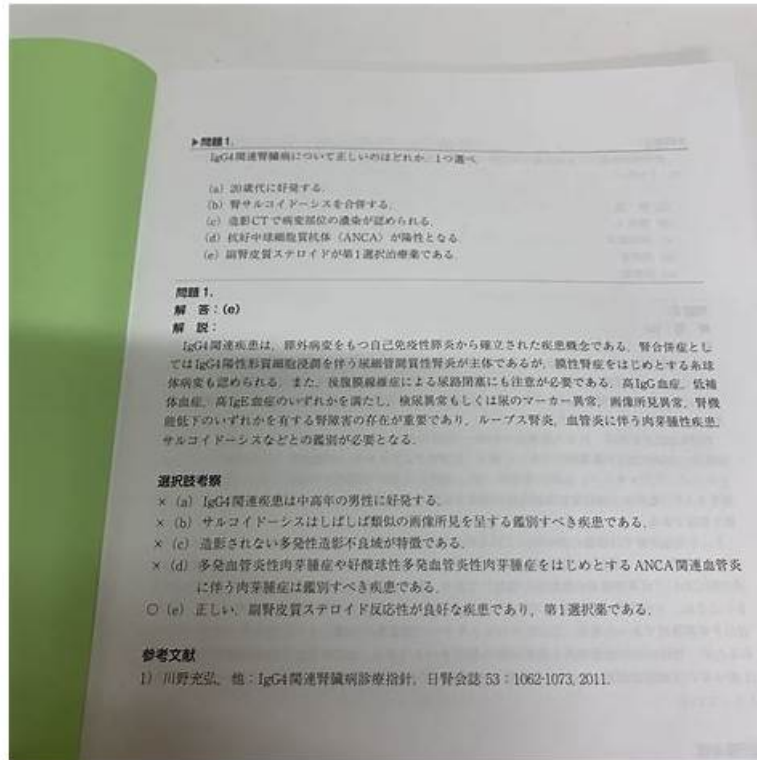 ▶問題1.
IgG4関連腎臓病について正しいのはどれか. 1つ選べ.
(a) 20歳代に好発する.
(b) 腎サルコイドーシスを合併する.
(c) 造影CTで病変部位の濃染が認められる.
(d) 抗好中球細胞質抗体（ANCA）が陽性となる.
(e) 副腎皮質ステロイドが第1選択治療薬である.
問題1.
解 答：(e)
解 説：
IgG4関連疾患は, 膵外病変をもつ自己免疫性膵炎から確立された疾患概念である. 腎合併症とし
てはIgG4陽性形質細胞浸潤を伴う尿細管間質性腎炎が主体であるが, 膜性腎症をはじめとする糸球
体病変も認められる. また, 後腹膜線維症による尿路閉塞にも注意が必要である. 高IgG血症, 低補
体血症, 高IgE血症のいずれかを満たし, 検尿異常もしくは尿のマーカー異常, 画像所見異常, 腎機
能低下のいずれかを有する腎障害の存在が重要であり, ループス腎炎, 血管炎に伴う肉芽腫性疾患,
サルコイドーシスなどとの鑑別が必要となる.
選択肢考察
× (a) IgG4関連疾患は中高年の男性に好発する.
× (b) サルコイドーシスはしばしば類似の画像所見を呈する鑑別すべき疾患である.
× (c) 造影されない多発性造影不良域が特徴である.
× (d) 多発血管炎性肉芽腫症や好酸球性多発血管炎性肉芽腫症をはじめとするANCA関連血管炎
に伴う肉芽腫症は鑑別すべき疾患である.
○ (e) 正しい. 副腎皮質ステロイド反応性が良好な疾患であり, 第1選択薬である.
参考文献
1) 川野充弘, 他：IgG4関連腎臓病診療指針, 日腎会誌 53：1062-1073, 2011.